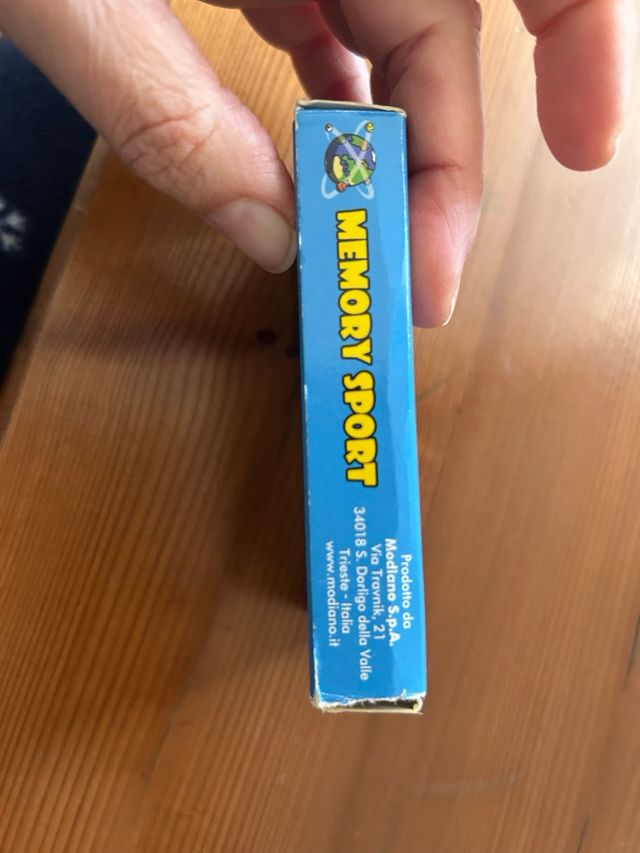 MEMORY SPORT
Prodotto da
Modiano S.p.A.
Via Travnik, 21
34018 S. Dorligo della Valle
Trieste - Italia
www.modiano.it